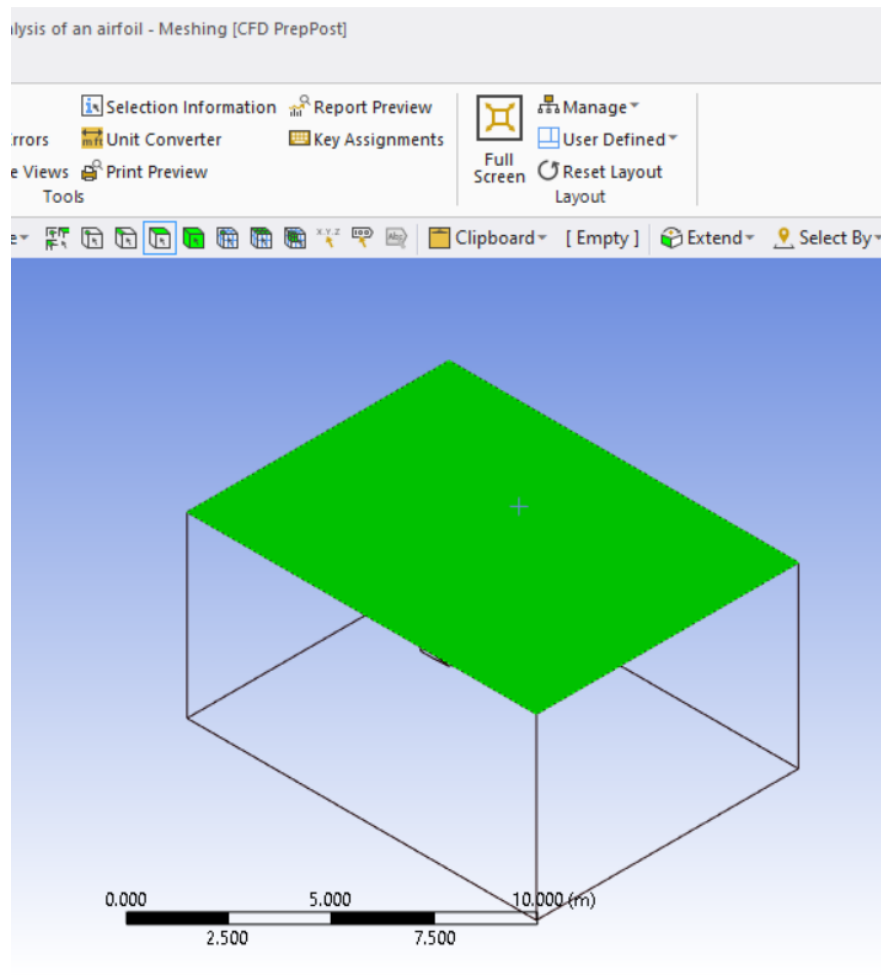 lysis of an airfoil - Meshing [CFD PrepPost]
Selection Information Report Preview Manage
rrors Unit Converter Key Assignments User Defined
e Views Print Preview Full Screen Reset Layout
Tools Layout
e Clipboard [ Empty ] Extend Select By
0.000 5.000 10.000 (m)
2.500 7.500